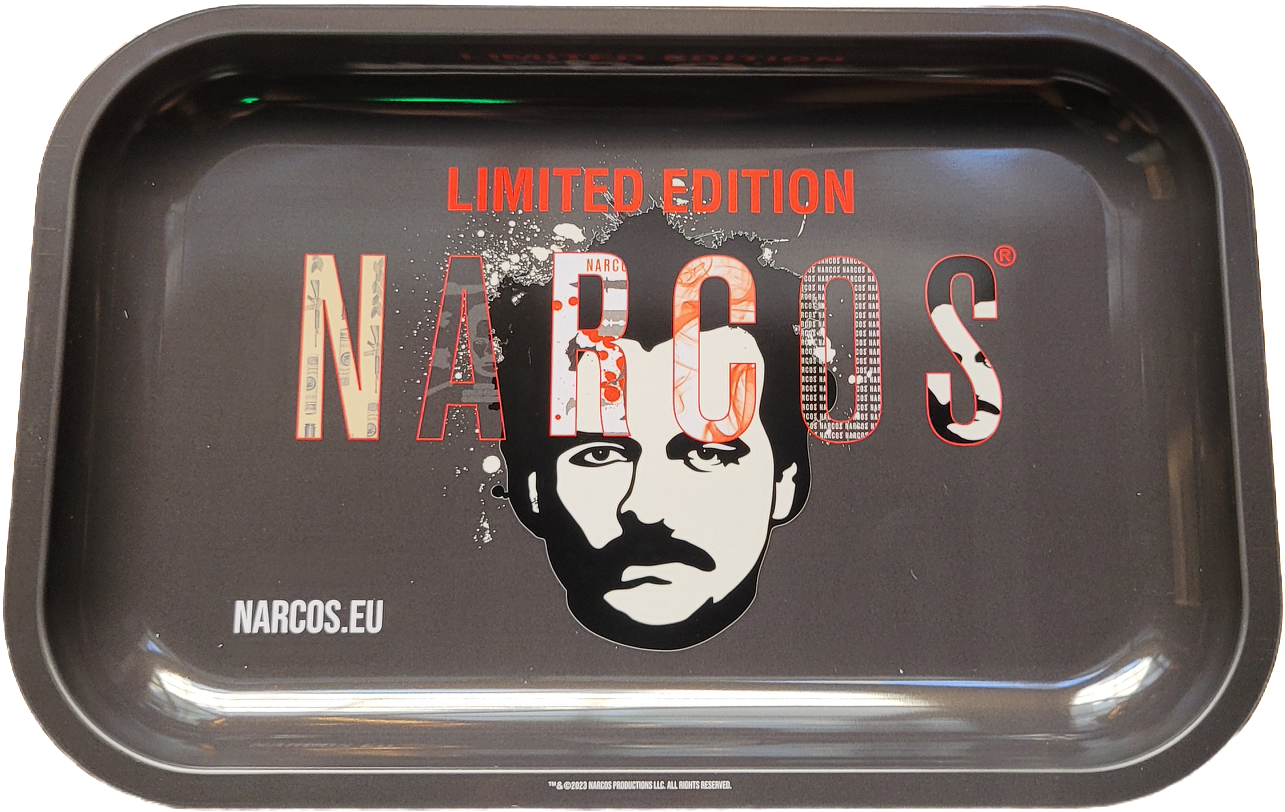 LIMITED EDITION
NARCOS®
NARCOS.EU
™&©2023 NARCOS PRODUCTIONS LLC. ALL RIGHTS RESERVED.